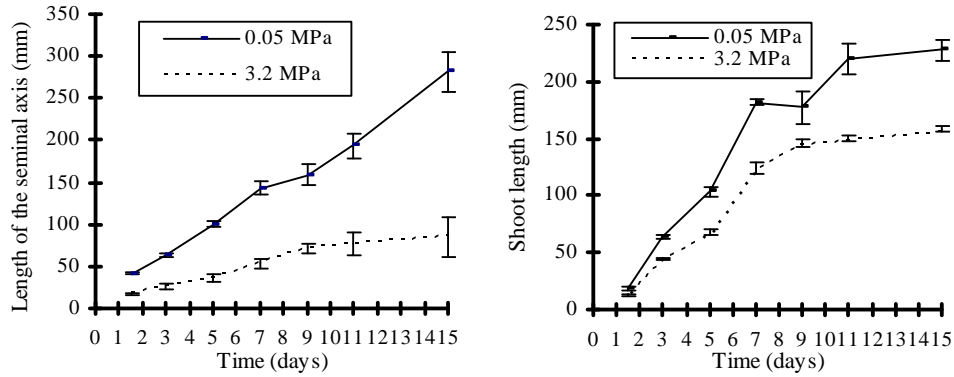 350
300
250
200
150
100
50
0
Length of the seminal axis (mm)
0.05 MPa
3.2 MPa
0 1 2 3 4 5 6 7 8 9 10 11 12 13 14 15
Time (days)
250
200
150
100
50
0
Shoot length (mm)
0.05 MPa
3.2 MPa
0 1 2 3 4 5 6 7 8 9 10 11 12 13 14 15
Time (days)